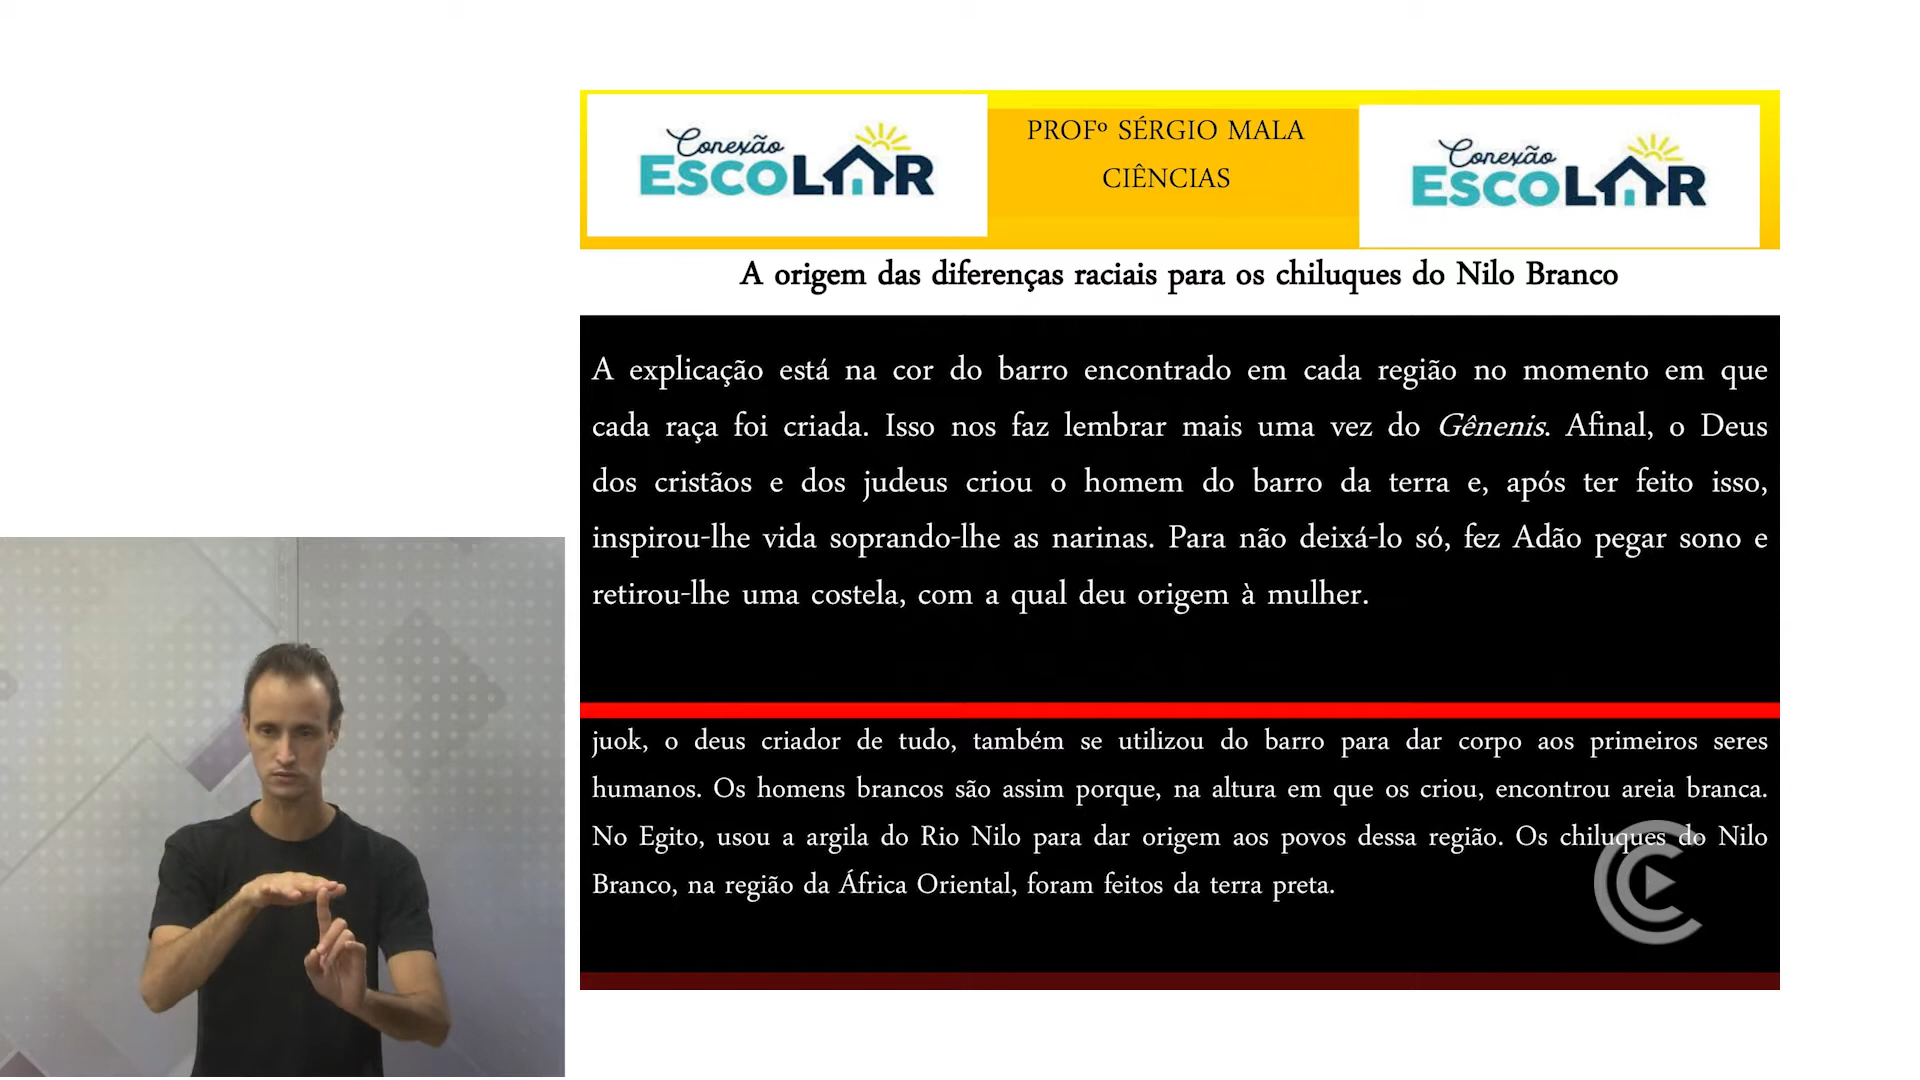 Conexão
ESCOLAR
PROFº SÉRGIO MALA
CIÊNCIAS
Conexão
ESCOLAR
A origem das diferenças raciais para os chiluques do Nilo Branco
A explicação está na cor do barro encontrado em cada região no momento em que
cada raça foi criada. Isso nos faz lembrar mais uma vez do Gênenis. Afinal, o Deus
dos cristãos e dos judeus criou o homem do barro da terra e, após ter feito isso,
inspirou-lhe vida soprando-lhe as narinas. Para não deixá-lo só, fez Adão pegar sono e
retirou-lhe uma costela, com a qual deu origem à mulher.
juok, o deus criador de tudo, também se utilizou do barro para dar corpo aos primeiros seres
humanos. Os homens brancos são assim porque, na altura em que os criou, encontrou areia branca.
No Egito, usou a argila do Rio Nilo para dar origem aos povos dessa região. Os chiluques do Nilo
Branco, na região da África Oriental, foram feitos da terra preta.